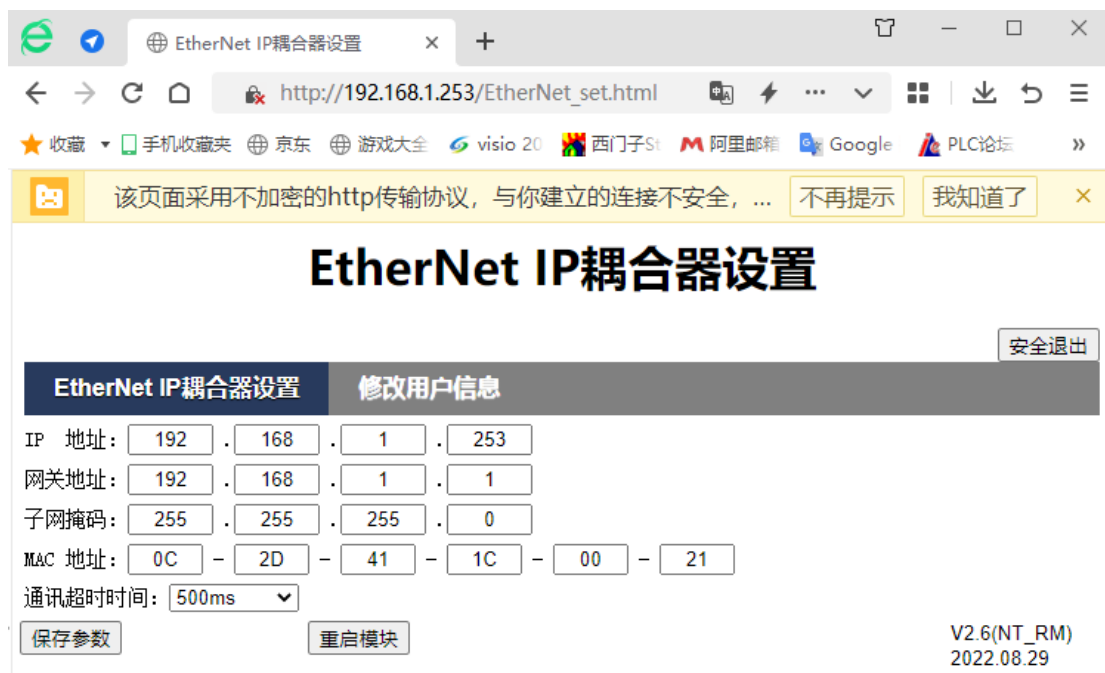 EtherNet IP耦合器设置
http://192.168.1.253/EtherNet_set.html
收藏 手机收藏夹 京东 游戏大全 visio 20 西门子St 阿里邮箱 Google PLC论坛
该页面采用不加密的http传输协议，与你建立的连接不安全，... 不再提示 我知道了
EtherNet IP耦合器设置
安全退出
EtherNet IP耦合器设置 修改用户信息
IP 地址： 192 . 168 . 1 . 253
网关地址： 192 . 168 . 1 . 1
子网掩码： 255 . 255 . 255 . 0
MAC 地址： 0C - 2D - 41 - 1C - 00 - 21
通讯超时时间： 500ms
保存参数 重启模块 V2.6(NT_RM)
2022.08.29